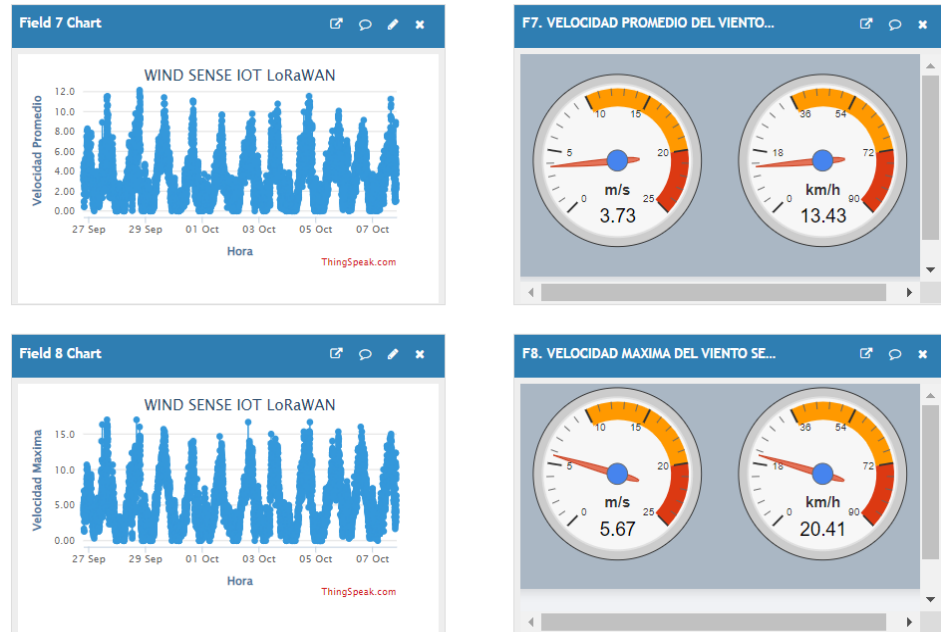 Field 7 Chart
WIND SENSE IOT LoRaWAN
Velocidad Promedio
12.0
10.0
8.00
6.00
4.00
2.00
0.00
27 Sep 29 Sep 01 Oct 03 Oct 05 Oct 07 Oct
Hora
ThingSpeak.com
F7. VELOCIDAD PROMEDIO DEL VIENTO...
0 5 10 15 20 25
m/s
3.73
0 18 36 54 72 90
km/h
13.43
Field 8 Chart
WIND SENSE IOT LoRaWAN
Velocidad Maxima
15.0
10.0
5.00
0.00
27 Sep 29 Sep 01 Oct 03 Oct 05 Oct 07 Oct
Hora
ThingSpeak.com
F8. VELOCIDAD MAXIMA DEL VIENTO SE...
0 5 10 15 20 25
m/s
5.67
0 18 36 54 72 90
km/h
20.41